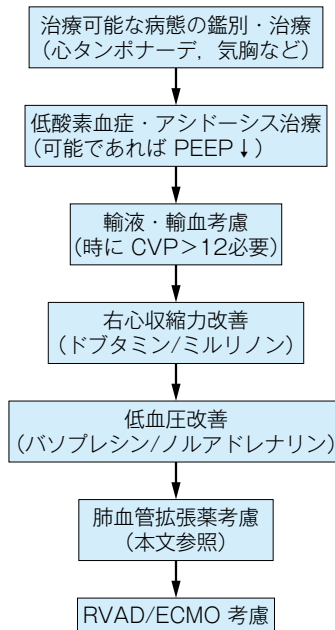 治療可能な病態の鑑別・治療
(心タンポナーデ，気胸など)
低酸素血症・アシドーシス治療
(可能であれば PEEP↓)
輸液・輸血考慮
(時に CVP＞12必要)
右心収縮力改善
(ドブタミン/ミルリノン)
低血圧改善
(バソプレシン/ノルアドレナリン)
肺血管拡張薬考慮
(本文参照)
RVAD/ECMO 考慮